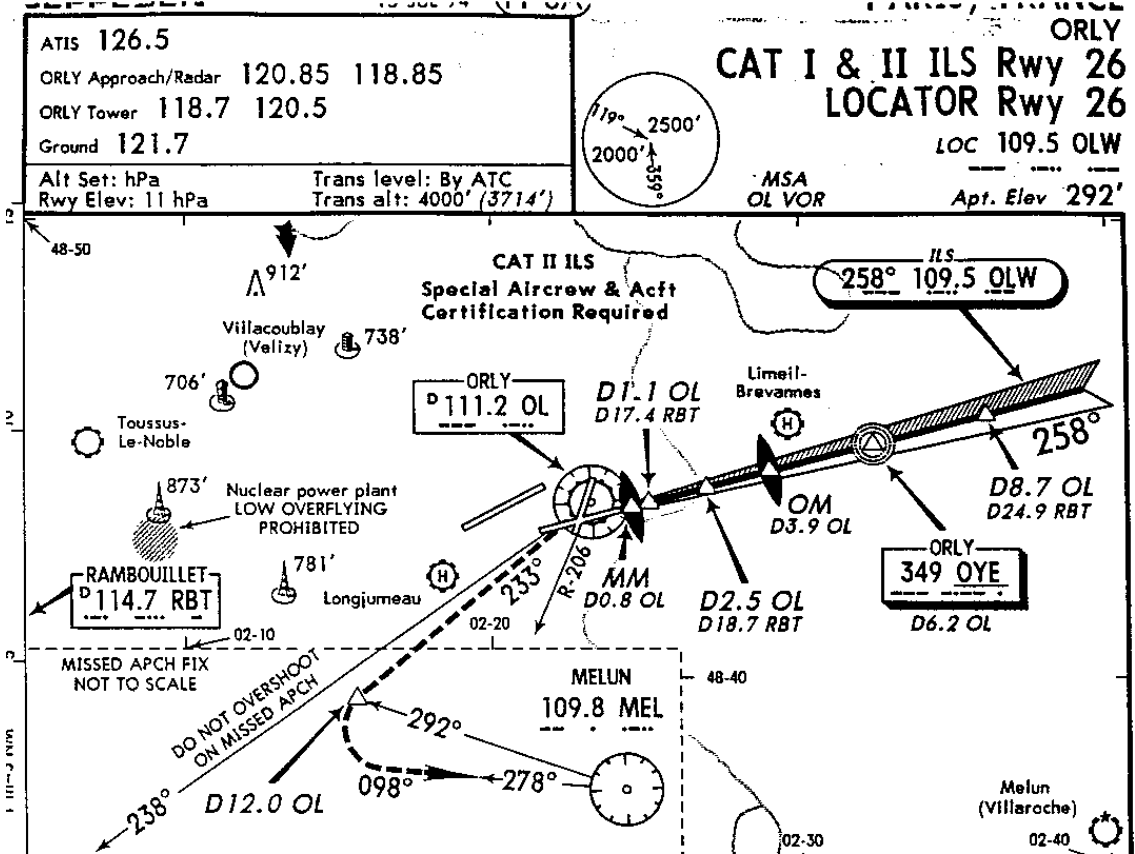 ATIS 126.5
ORLY Approach/Radar 120.85 118.85
ORLY Tower 118.7 120.5
Ground 121.7
Alt Set: hPa
Trans level: By ATC
Rwy Elev: 11 hPa
Trans alt: 4000' (3714')
119°
2500'
2000'
359°
MSA
OL VOR
ORLY
CAT I & II ILS Rwy 26
LOCATOR Rwy 26
LOC 109.5 OLW
Apt. Elev 292'
48-50
912'
CAT II ILS
Special Aircrew & Acft
Certification Required
ILS
258° 109.5 OLW
Villacoublay
(Velizy)
738'
706'
Toussus-
Le-Noble
ORLY
D 111.2 OL
D1.1 OL
D17.4 RBT
Limeil-
Brevannes
H
258°
873'
Nuclear power plant
LOW OVERFLYING
PROHIBITED
OM
D3.9 OL
D8.7 OL
D24.9 RBT
RAMBOUILLET
D 114.7 RBT
781'
Longjumeau
H
233°
R-206
MM
D0.8 OL
D2.5 OL
D18.7 RBT
ORLY
349 OYE
D6.2 OL
02-10
02-20
MISSED APCH FIX
NOT TO SCALE
DO NOT OVERSHOOT
ON MISSED APCH
MELUN
109.8 MEL
48-40
292°
098°
278°
238°
D12.0 OL
Melun
(Villaroche)
02-30
02-40